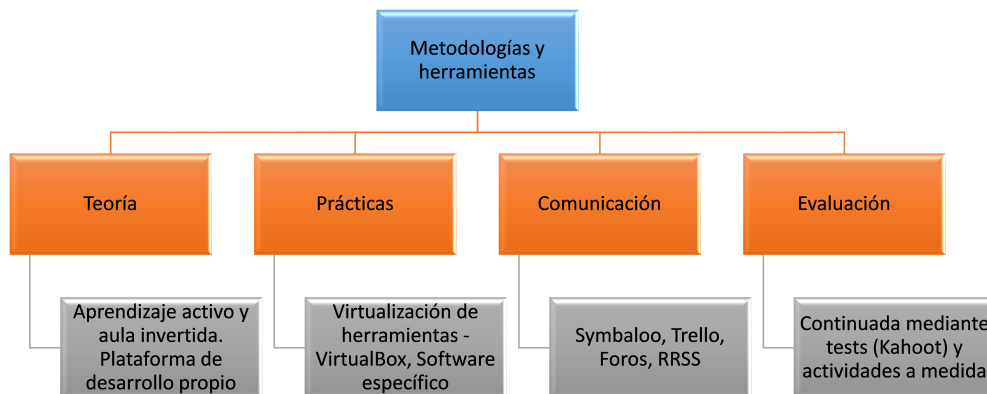 Metodologías y
herramientas
Teoría
Prácticas
Comunicación
Evaluación
Aprendizaje activo y
aula invertida.
Plataforma de
desarrollo propio
Virtualización de
herramientas -
VirtualBox, Software
específico
Symbaloo, Trello,
Foros, RRSS
Continuada mediante
tests (Kahoot) y
actividades a medida